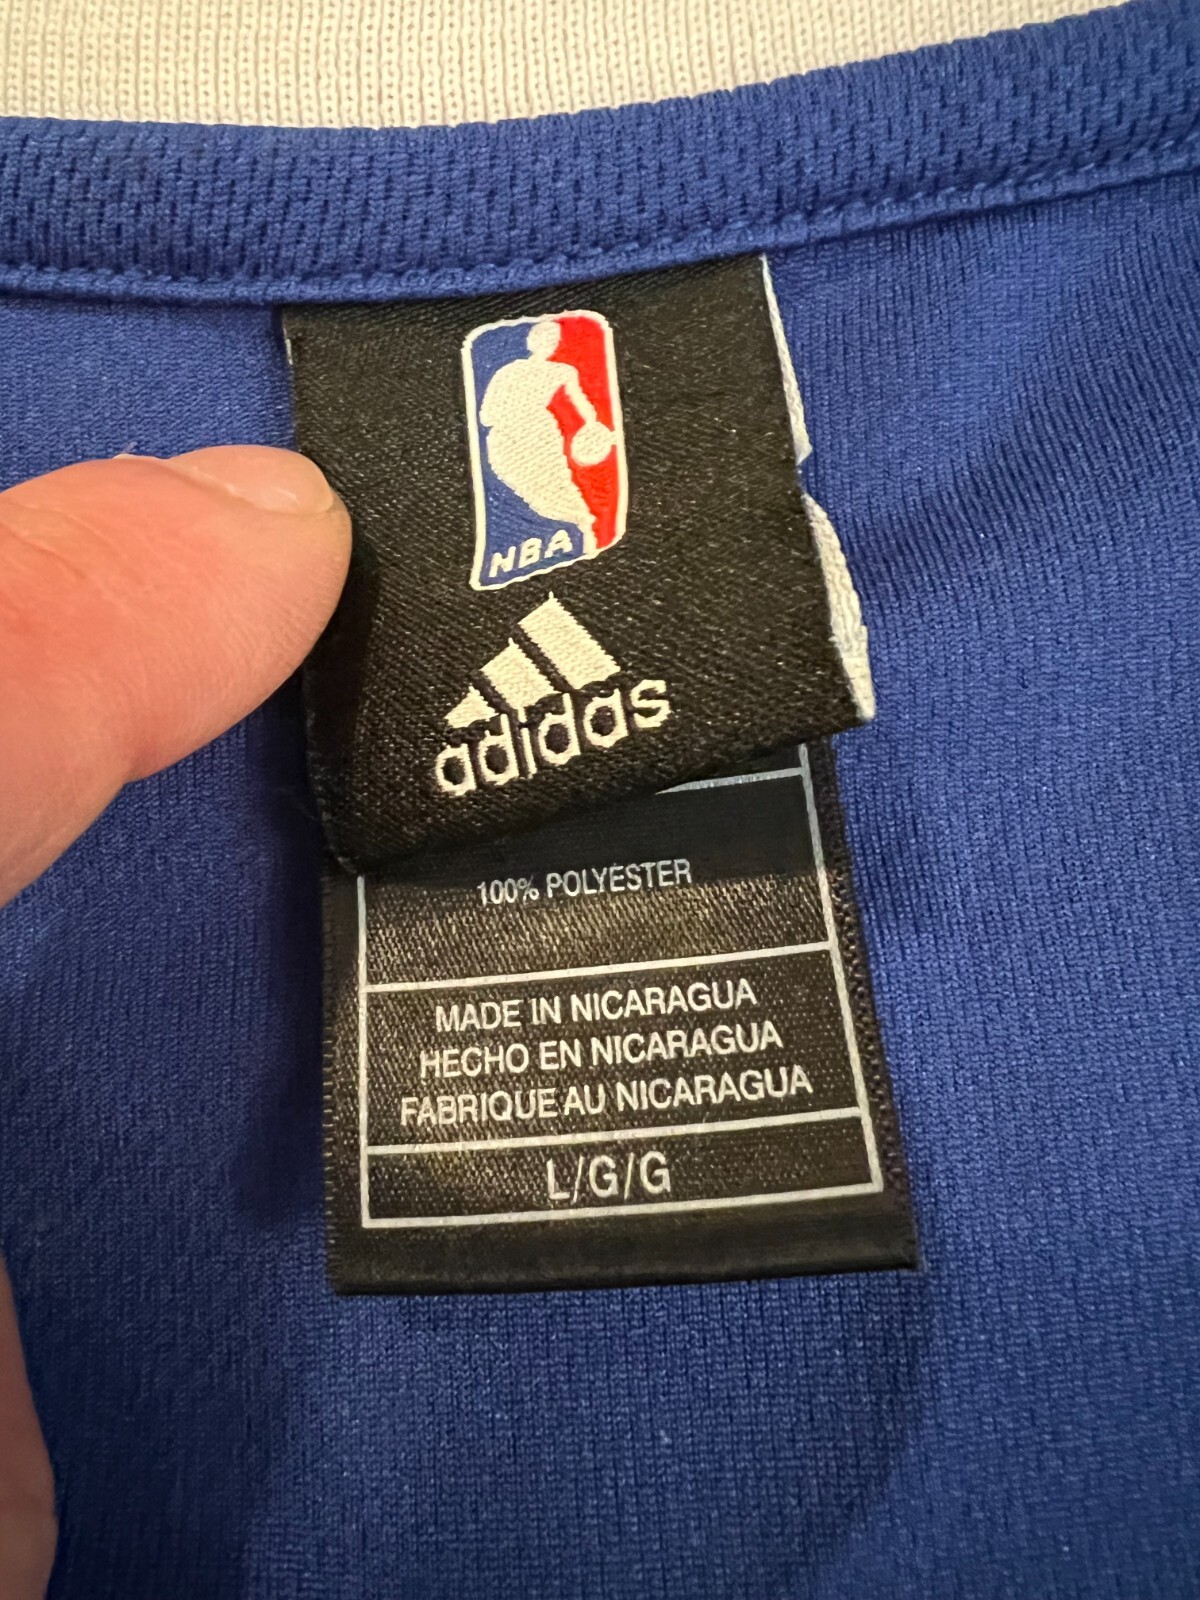 NBA
adidas
100% POLYESTER
MADE IN NICARAGUA
HECHO EN NICARAGUA
FABRIQUE AU NICARAGUA
L/G/G